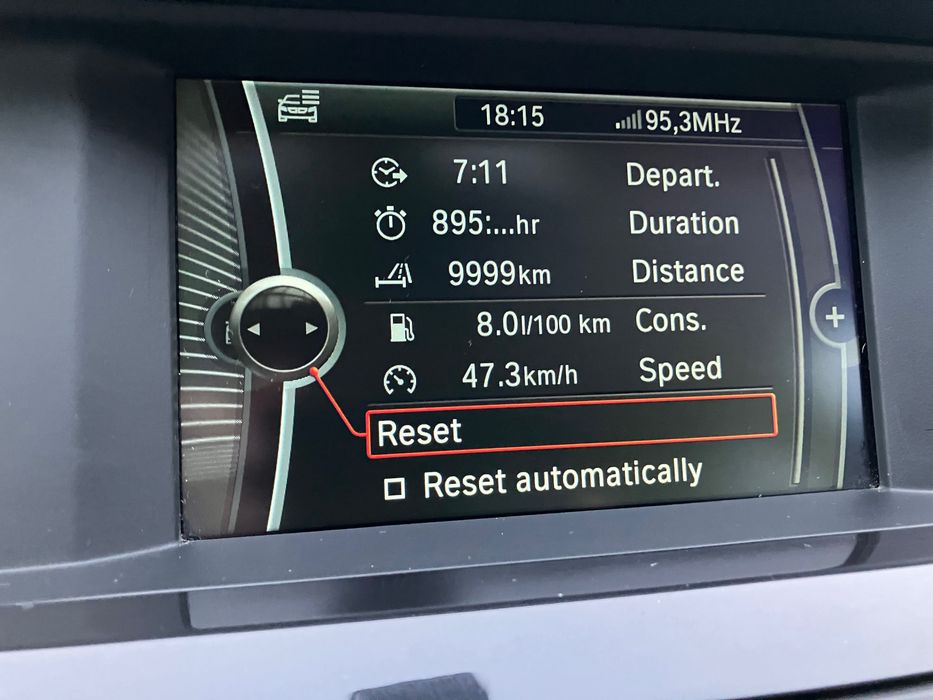 18:15 95,3MHz
7:11 Depart.
895:...hr Duration
9999km Distance
8.0l/100 km Cons.
47.3km/h Speed
Reset
Reset automatically
+